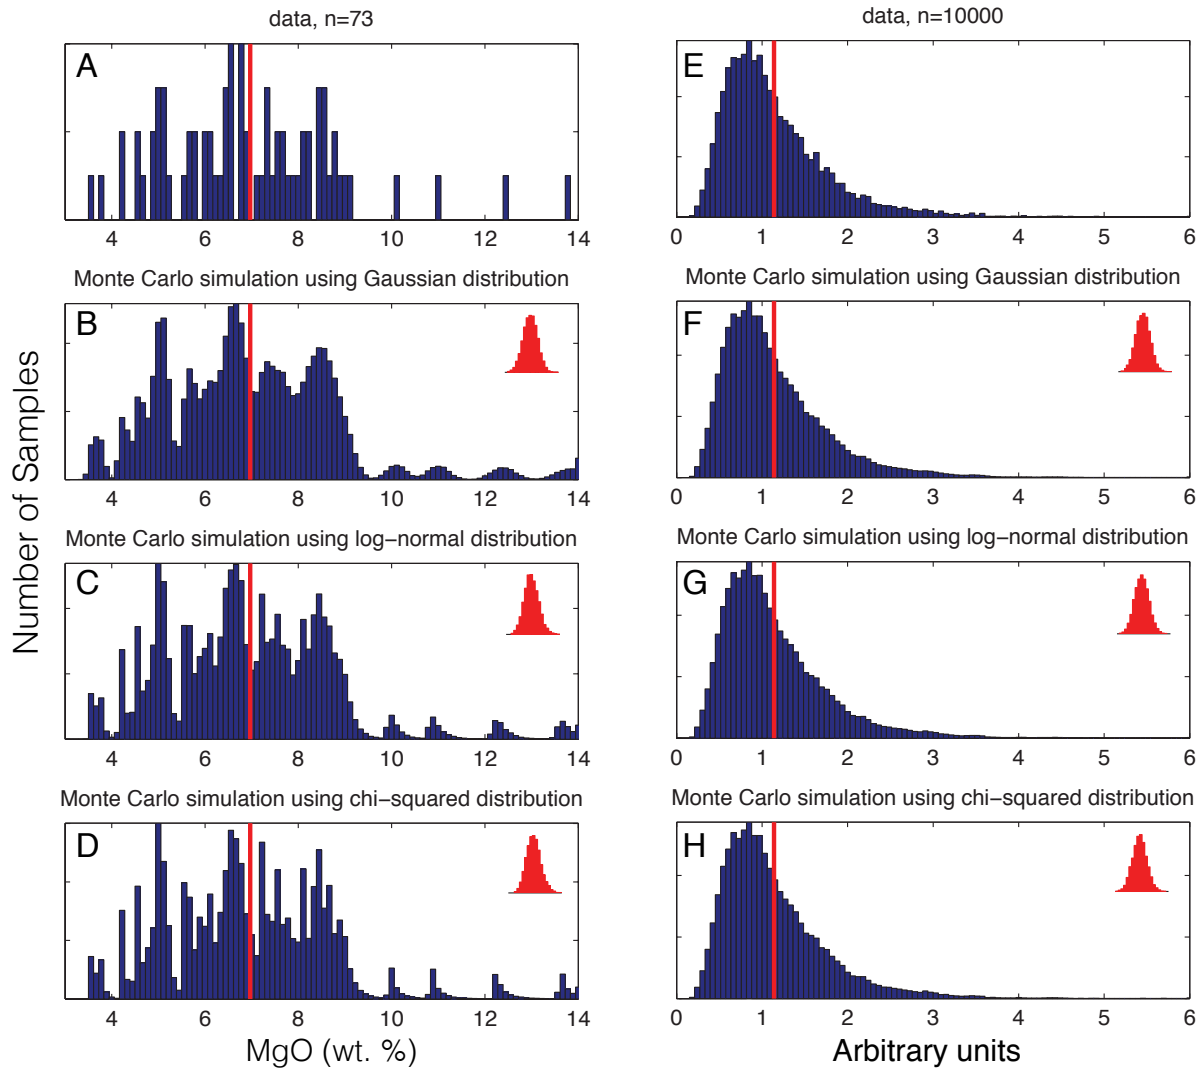 data, n=73
A
4 6 8 10 12 14
Monte Carlo simulation using Gaussian distribution
B
4 6 8 10 12 14
Monte Carlo simulation using log−normal distribution
C
4 6 8 10 12 14
Monte Carlo simulation using chi−squared distribution
D
4 6 8 10 12 14
MgO (wt. %)
Number of Samples
data, n=10000
E
0 1 2 3 4 5 6
Monte Carlo simulation using Gaussian distribution
F
0 1 2 3 4 5 6
Monte Carlo simulation using log−normal distribution
G
0 1 2 3 4 5 6
Monte Carlo simulation using chi−squared distribution
H
0 1 2 3 4 5 6
Arbitrary units